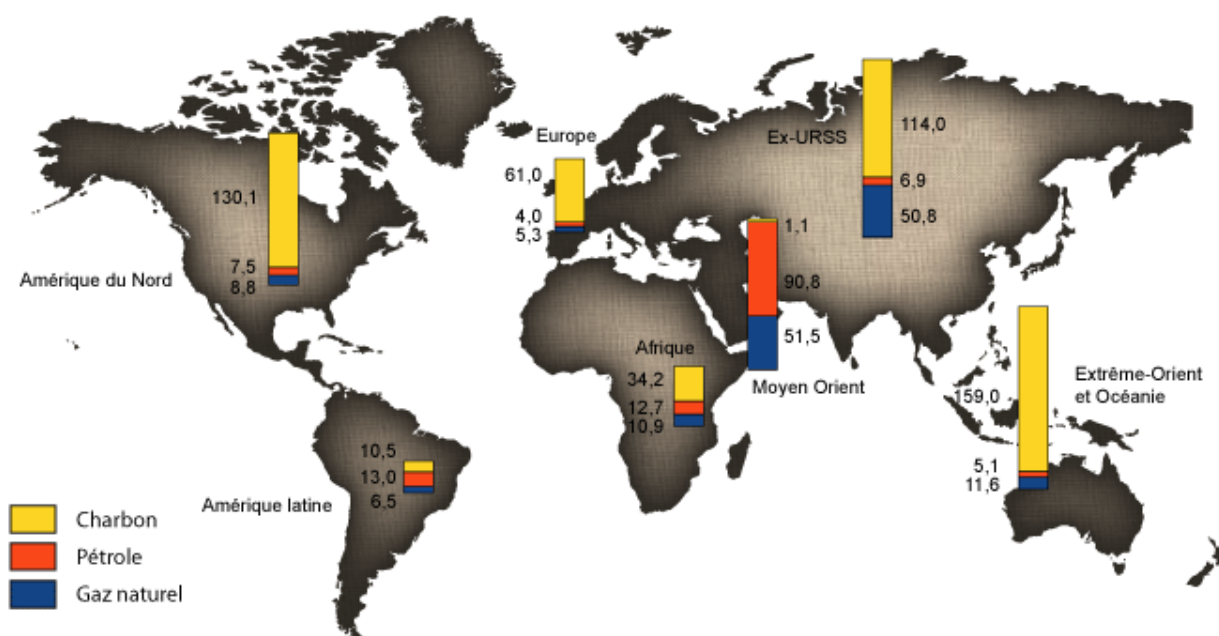 Europe
Ex-URSS
114,0
61,0
6,9
130,1
4,0
50,8
5,3
1,1
7,5
Amérique du Nord
8,8
90,8
51,5
Afrique
34,2
Moyen Orient
Extrême-Orient
et Océanie
159,0
12,7
10,9
10,5
13,0
5,1
6,5
11,6
Amérique latine
Charbon
Pétrole
Gaz naturel